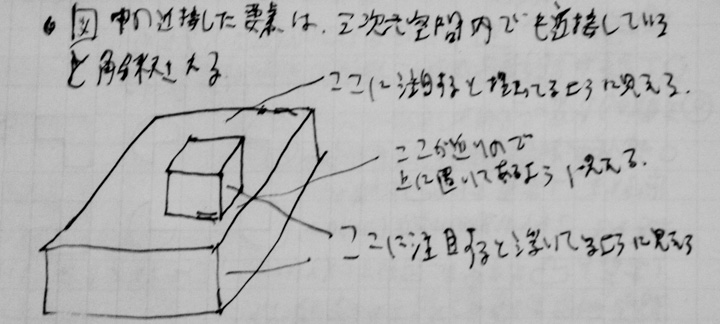 図中の近接した要素は、三次元空間内でも近接している
と解釈される
ここに注目すると埋まってるように見える.
ここが近いので
上に置いてあるように見える.
ここに注目すると浮いてるように見える